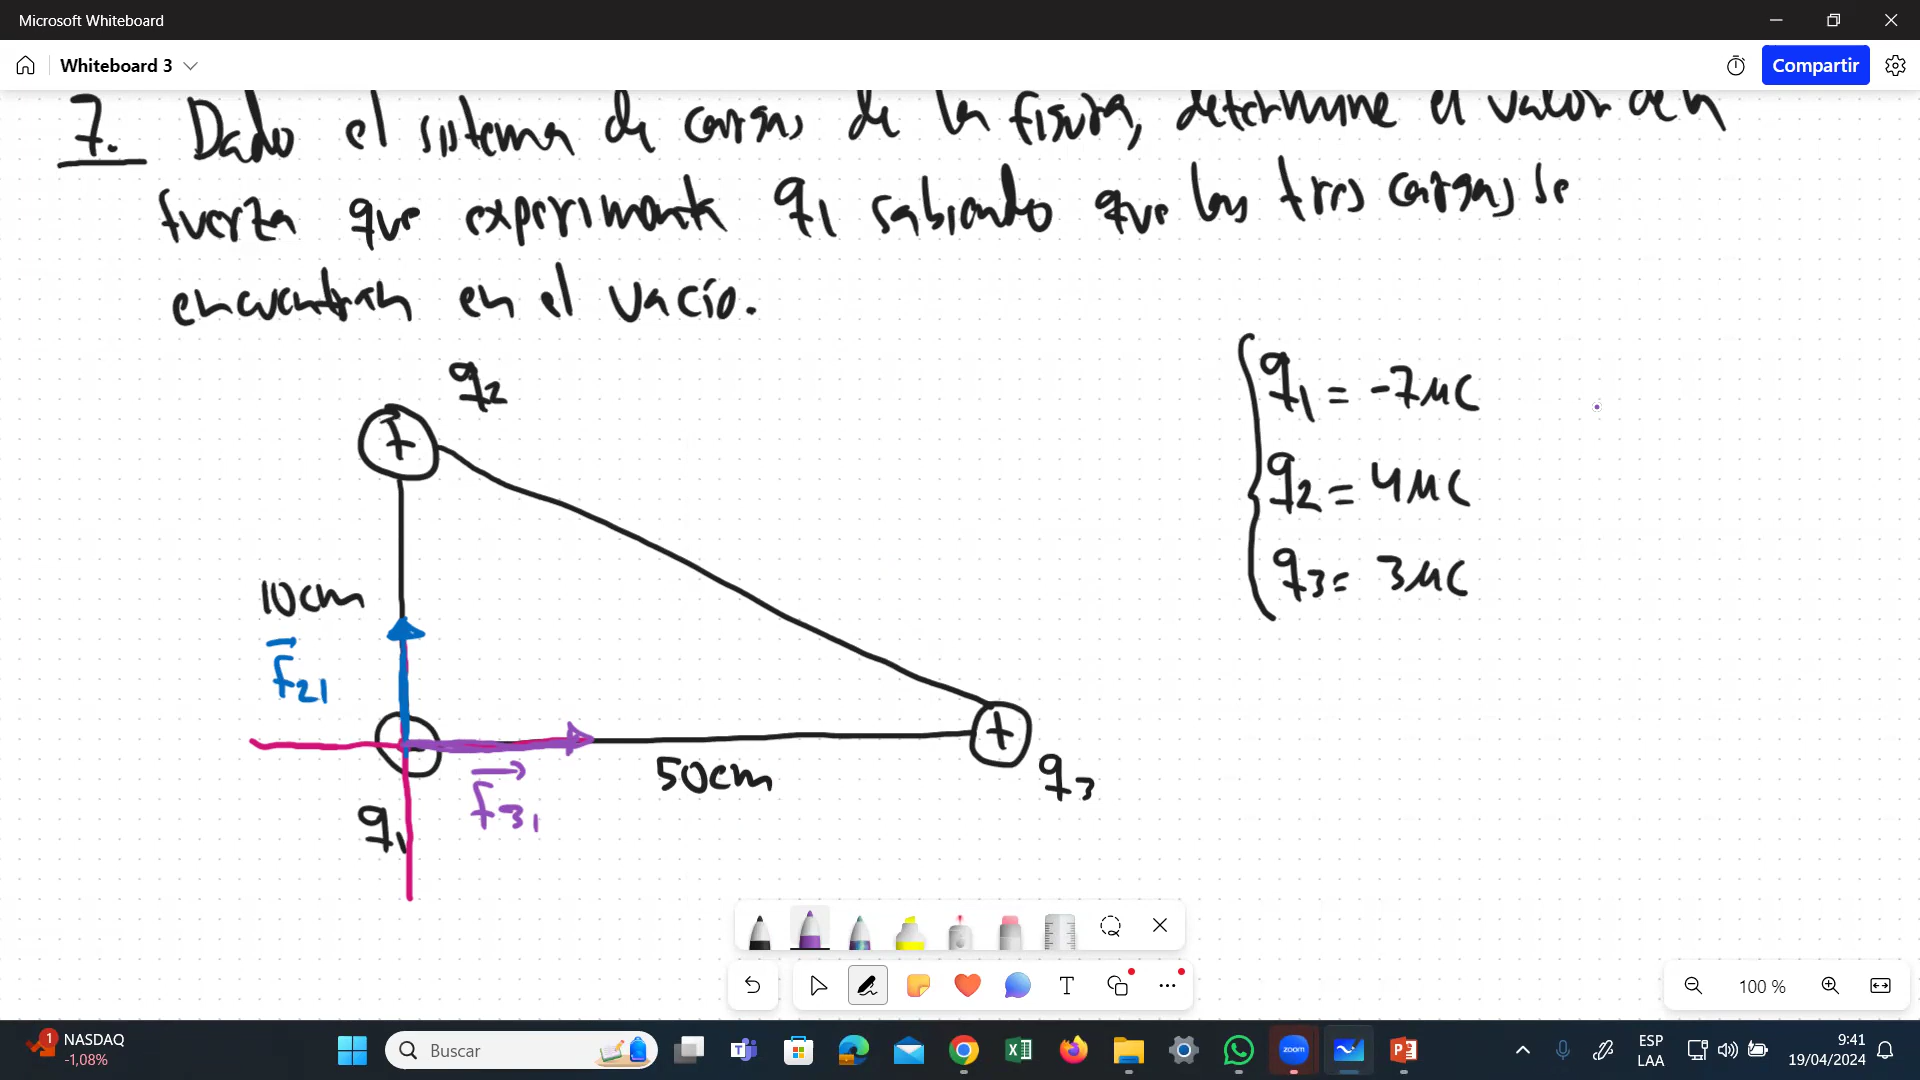 Microsoft Whiteboard
Whiteboard 3
Compartir
7. Dado el sistema de cargas de la figura, determine el valor de la
fuerza que experimenta q1 sabiendo que las tres cargas se
encuentran en el vacío.
q2
+
q1 = -7μC
q2 = 4μC
q3 = 3μC
10cm
F21
+
50cm
q3
F31
q1
100 %
1
NASDAQ
-1,08%
Buscar
zoom
ESP
LAA
9:41
19/04/2024